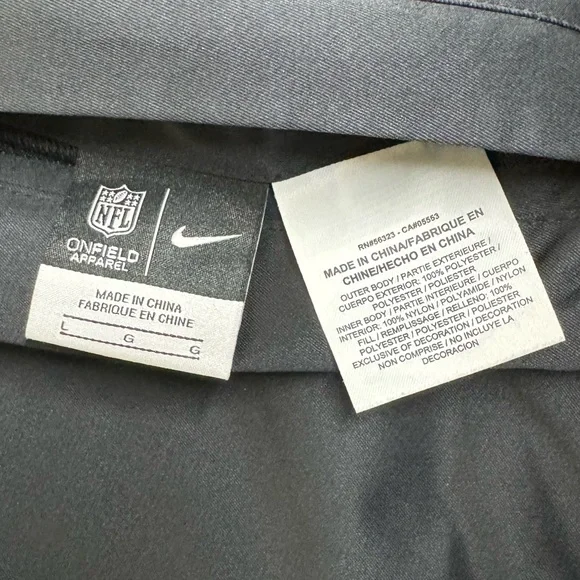 NFL
ONFIELD
APPAREL
MADE IN CHINA
FABRIQUE EN CHINE
L G G
RN#56323 - CA#05553
MADE IN CHINA/FABRIQUE EN
CHINE/HECHO EN CHINA
OUTER BODY / PARTIE EXTERIEURE /
CUERPO EXTERIOR: 100% POLYESTER /
POLYESTER / POLIESTER
INNER BODY / PARTIE INTERIEURE / CUERPO
INTERIOR: 100% NYLON / POLYAMIDE / NYLON
FILL / REMPLISSAGE / RELLENO: 100%
POLYESTER / POLYESTER / POLIESTER
EXCLUSIVE OF DECORATION / DECORATION
NON COMPRISE / NO INCLUYE LA
DECORACION